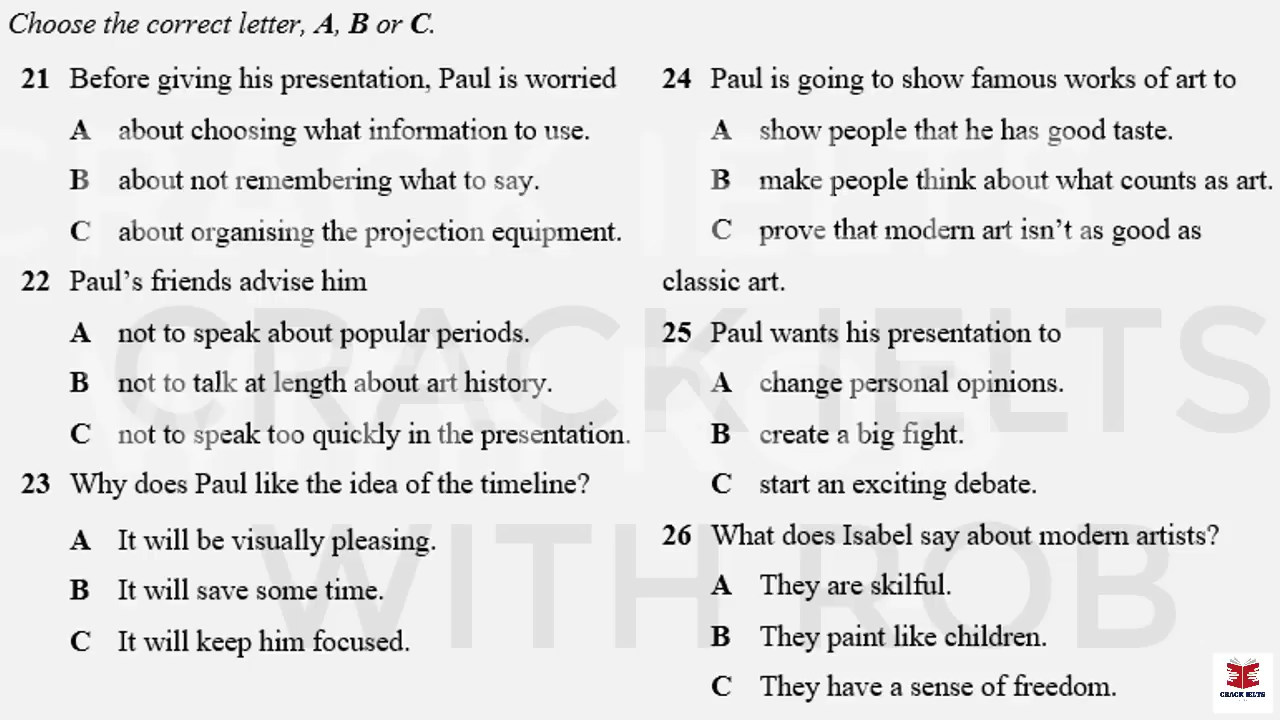 Choose the correct letter, A, B or C.
21 Before giving his presentation, Paul is worried
A about choosing what information to use.
B about not remembering what to say.
C about organising the projection equipment.
22 Paul's friends advise him
A not to speak about popular periods.
B not to talk at length about art history.
C not to speak too quickly in the presentation.
23 Why does Paul like the idea of the timeline?
A It will be visually pleasing.
B It will save some time.
C It will keep him focused.
24 Paul is going to show famous works of art to
A show people that he has good taste.
B make people think about what counts as art.
C prove that modern art isn't as good as
classic art.
25 Paul wants his presentation to
A change personal opinions.
B create a big fight.
C start an exciting debate.
26 What does Isabel say about modern artists?
A They are skilful.
B They paint like children.
C They have a sense of freedom.
CRACK IELTS
WITH ROB
CRACK IELTS